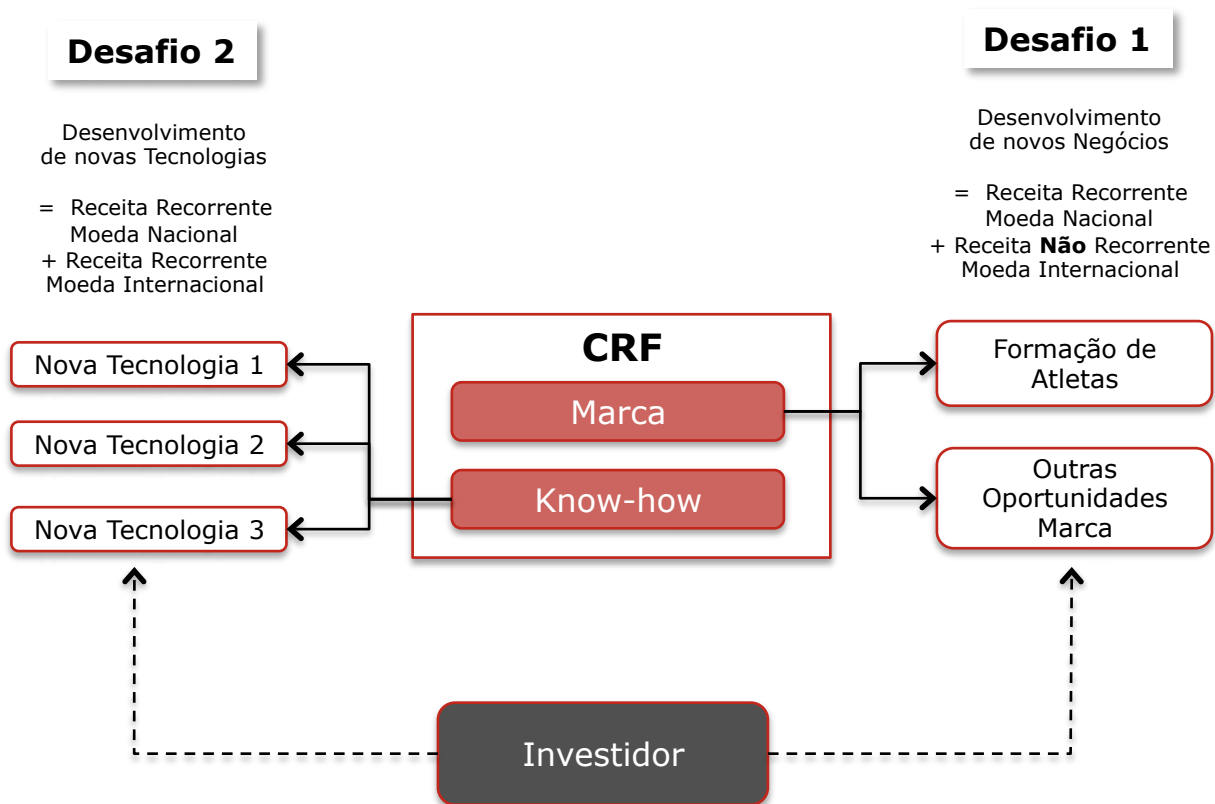 Desafio 2
Desenvolvimento
de novas Tecnologias
= Receita Recorrente
Moeda Nacional
+ Receita Recorrente
Moeda Internacional
Nova Tecnologia 1
Nova Tecnologia 2
Nova Tecnologia 3
CRF
Marca
Know-how
Desafio 1
Desenvolvimento
de novos Negócios
= Receita Recorrente
Moeda Nacional
+ Receita Não Recorrente
Moeda Internacional
Formação de
Atletas
Outras
Oportunidades
Marca
Investidor